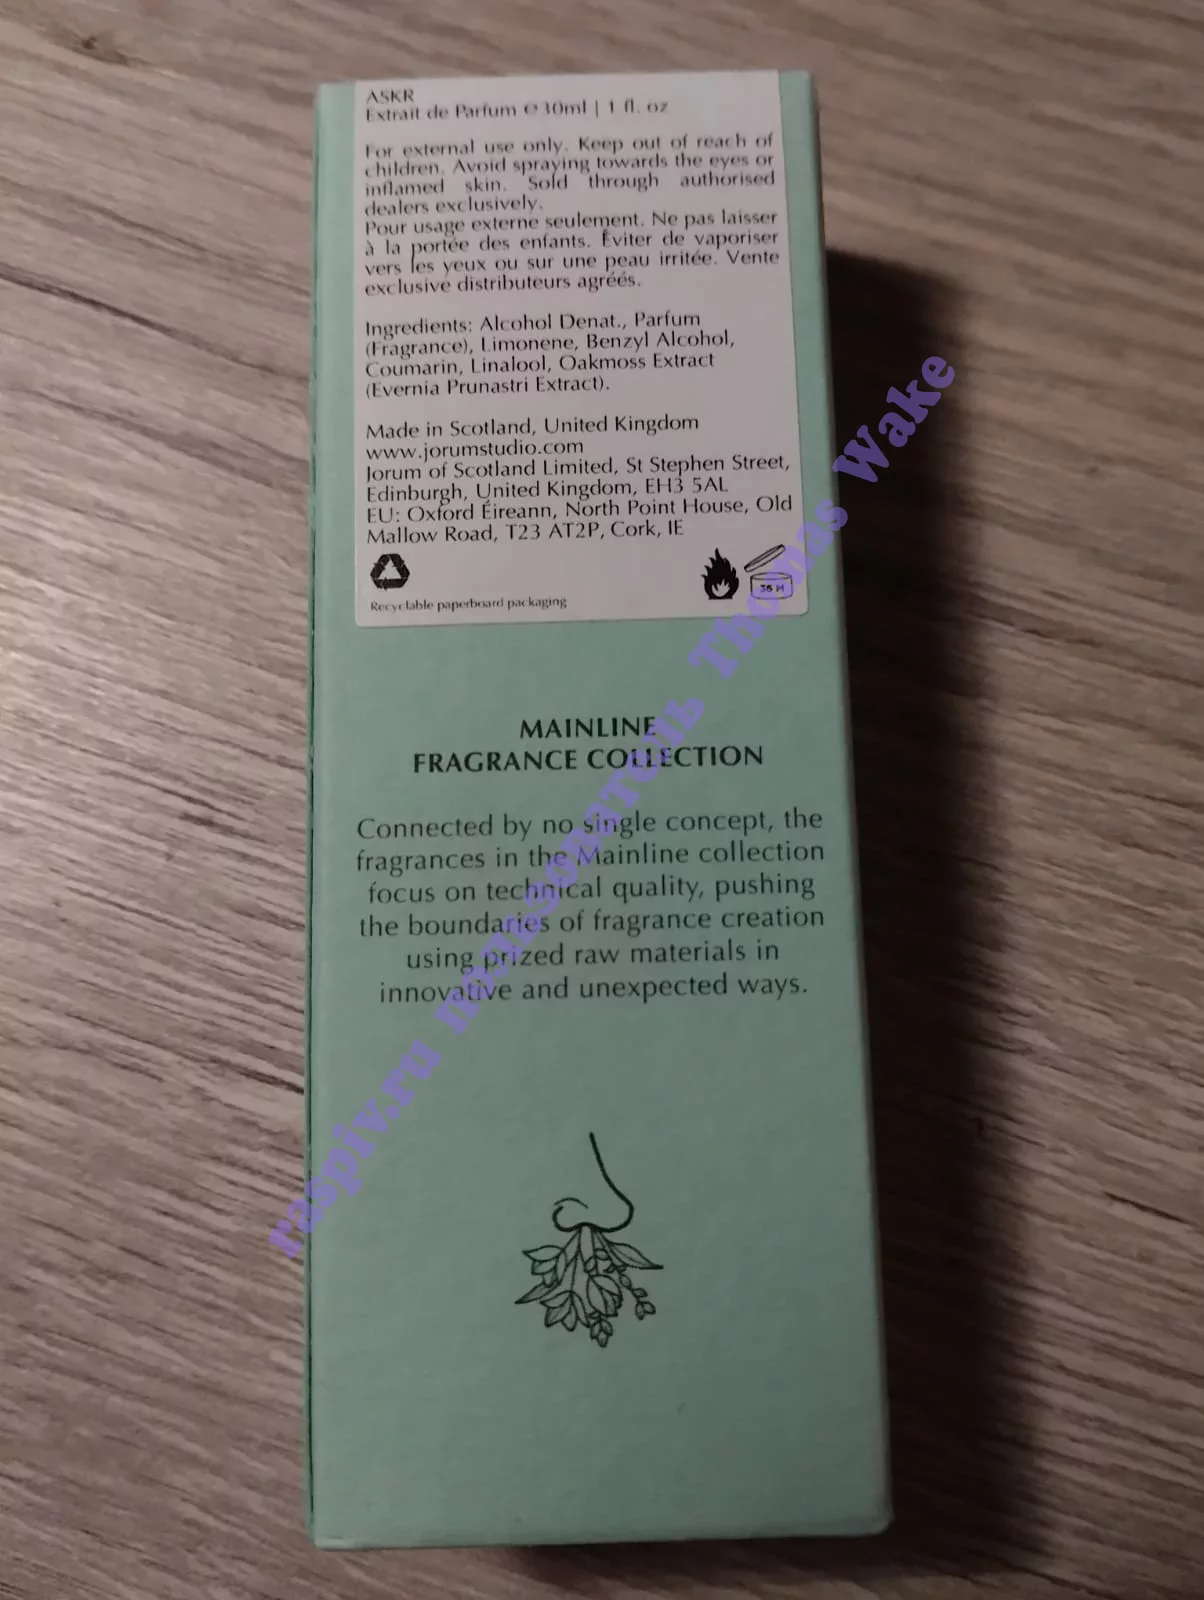 ASKR
Extrait de Parfum ℮ 30ml | 1 fl. oz
For external use only. Keep out of reach of
children. Avoid spraying towards the eyes or
inflamed skin. Sold through authorised
dealers exclusively.
Pour usage externe seulement. Ne pas laisser
à la portée des enfants. Éviter de vaporiser
vers les yeux ou sur une peau irritée. Vente
exclusive distributeurs agréés.
Ingredients: Alcohol Denat., Parfum
(Fragrance), Limonene, Benzyl Alcohol,
Coumarin, Linalool, Oakmoss Extract
(Evernia Prunastri Extract).
Made in Scotland, United Kingdom
www.jorumstudio.com
Jorum of Scotland Limited, St Stephen Street,
Edinburgh, United Kingdom, EH3 5AL
EU: Oxford Éireann, North Point House, Old
Mallow Road, T23 AT2P, Cork, IE
36 M
Recyclable paperboard packaging
MAINLINE
FRAGRANCE COLLECTION
Connected by no single concept, the
fragrances in the Mainline collection
focus on technical quality, pushing
the boundaries of fragrance creation
using prized raw materials in
innovative and unexpected ways.
raspiv.ru пользователь Thomas Wake